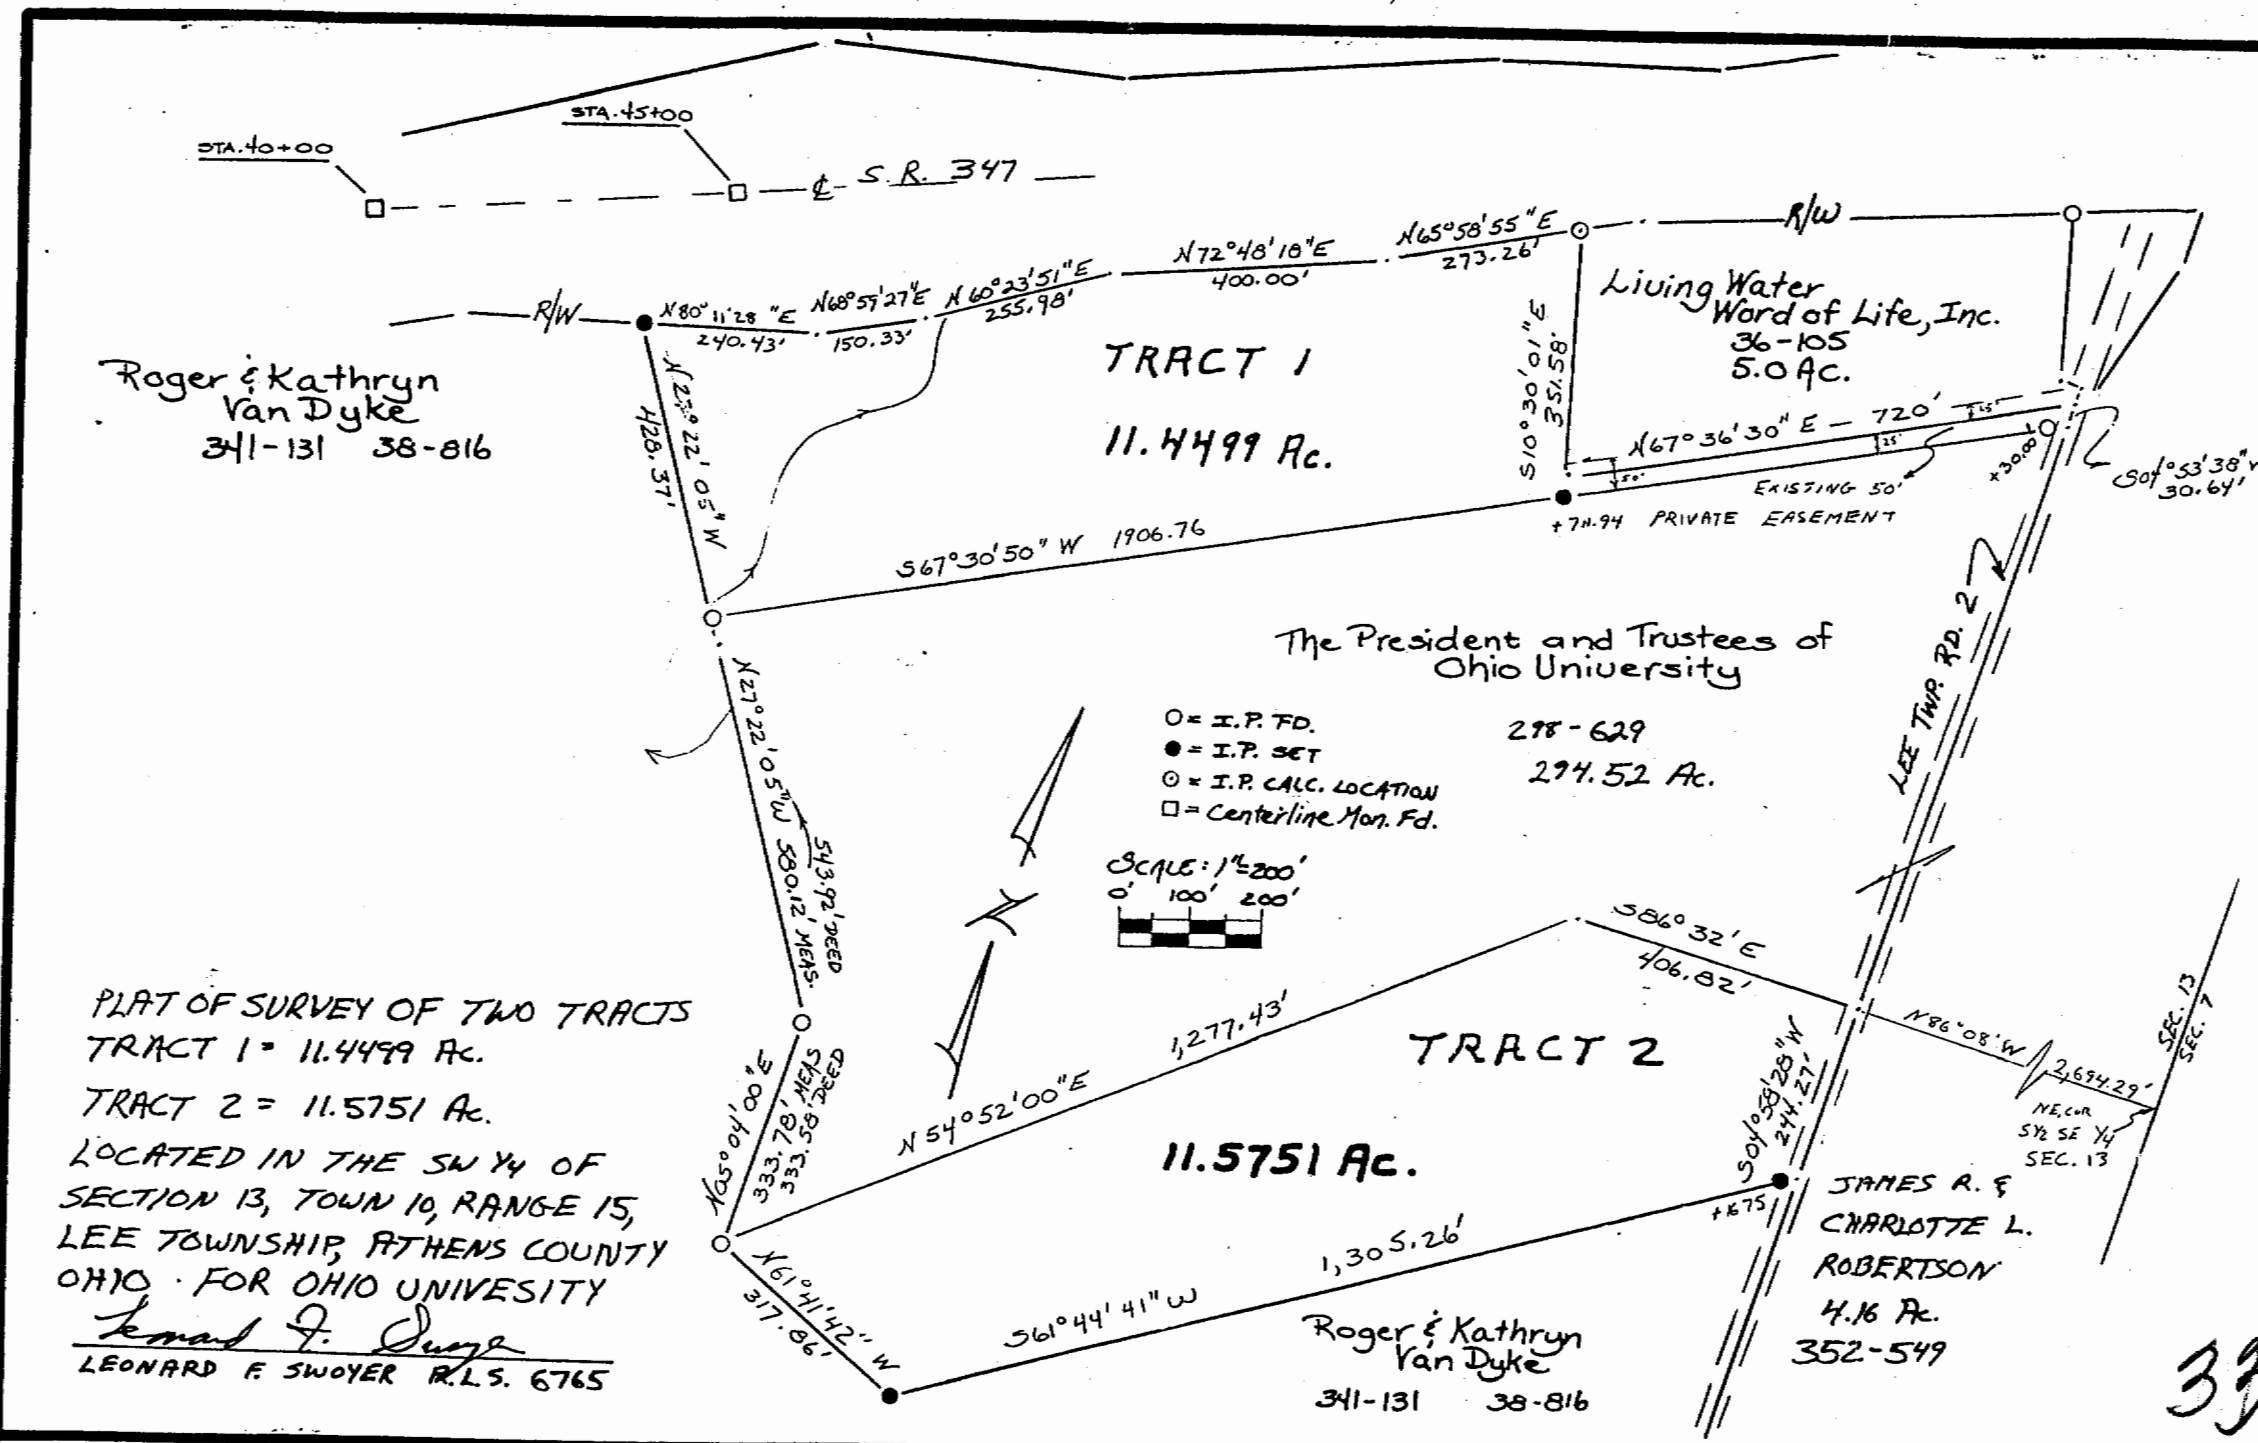 STA.40+00
STA.45+00
℄ S.R. 347
R/W
N80°11'28"E
240.43'
N68°59'27"E
150.33'
N60°23'51"E
255.98'
N72°48'18"E
400.00'
N65°58'55"E
273.26'
R/W
Roger & Kathryn
Van Dyke
341-131 38-816
N27°22'05"W
428.37'
TRACT 1
11.4499 Ac.
S10°30'01"E
351.58'
Living Water
Word of Life, Inc.
36-105
5.0 Ac.
N67°36'30"E — 720'
25'
25'
50'
EXISTING 50'
PRIVATE EASEMENT
+711.94
+30.00
S04°53'38"W
30.64'
S67°30'50"W 1906.76
The President and Trustees of
Ohio University
298-629
294.52 Ac.
LEE TWP. RD. 2
○ = I.P. FD.
● = I.P. SET
⊙ = I.P. CALC. LOCATION
□ = Centerline Mon. Fd.
SCALE: 1"=200'
0' 100' 200'
N27°22'05"W 580.12' MEAS.
543.92' DEED
N05°04'00"E
333.78' MEAS
333.58' DEED
N54°52'00"E
1,277.43'
S86°32'E
406.82'
TRACT 2
11.5751 Ac.
S04°58'28"W
244.27'
N86°08'W
2,694.29'
SEC. 13
SEC. 7
NE. COR
S½ SE ¼
SEC. 13
N61°41'42"W
317.86'
S61°44'41"W
1,305.26'
JAMES R. &
CHARLOTTE L.
ROBERTSON
4.16 Ac.
352-549
Roger & Kathryn
Van Dyke
341-131 38-816
PLAT OF SURVEY OF TWO TRACTS
TRACT 1 = 11.4499 Ac.
TRACT 2 = 11.5751 Ac.
LOCATED IN THE SW ¼ OF
SECTION 13, TOWN 10, RANGE 15,
LEE TOWNSHIP, ATHENS COUNTY
OHIO. FOR OHIO UNIVESITY
Leonard F. Swoyer
LEONARD F. SWOYER R.L.S. 6765